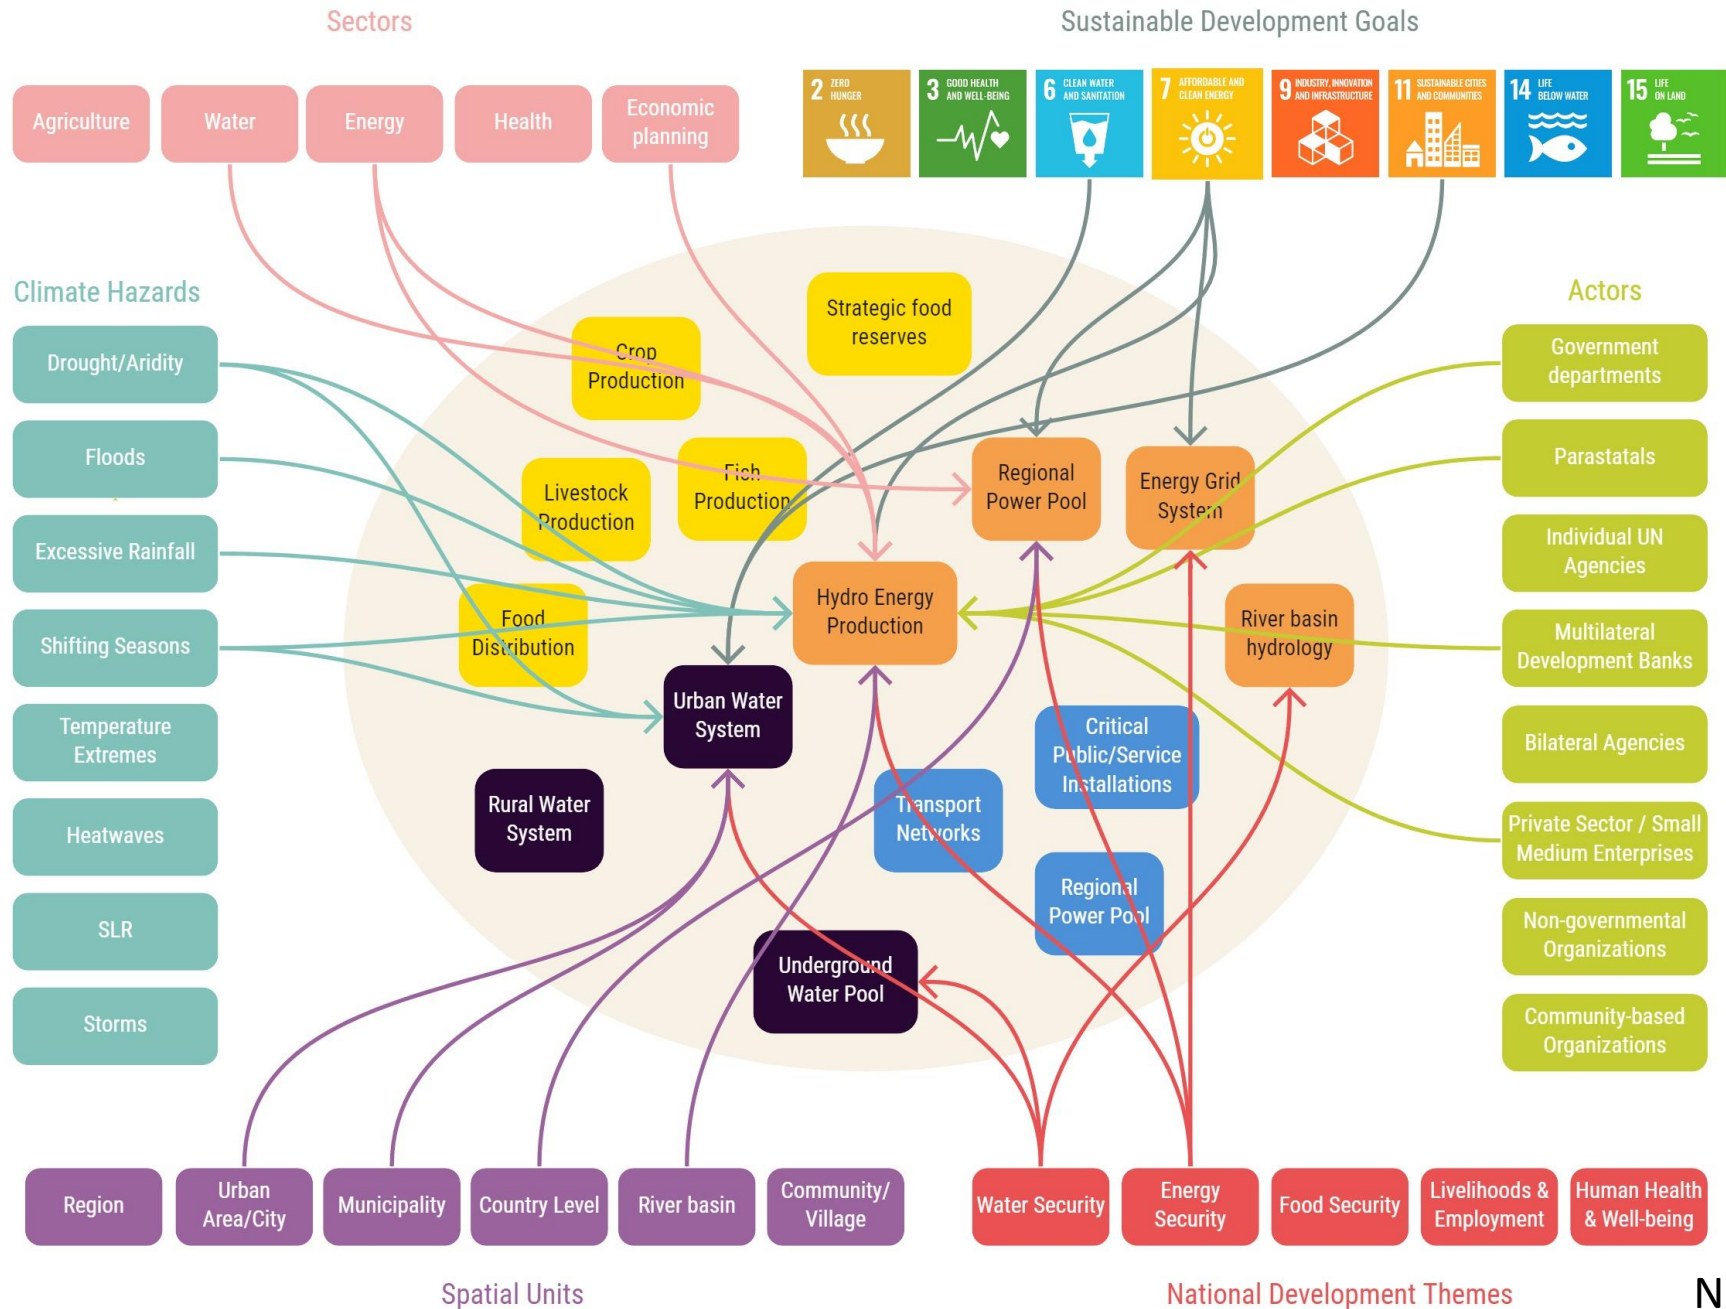 Sectors
Sustainable Development Goals
Agriculture
Water
Energy
Health
Economic
planning
2 ZERO
HUNGER
3 GOOD HEALTH
AND WELL-BEING
6 CLEAN WATER
AND SANITATION
7 AFFORDABLE AND
CLEAN ENERGY
9 INDUSTRY, INNOVATION
AND INFRASTRUCTURE
11 SUSTAINABLE CITIES
AND COMMUNITIES
14 LIFE
BELOW WATER
15 LIFE
ON LAND
Climate Hazards
Drought/Aridity
Floods
Excessive Rainfall
Shifting Seasons
Temperature
Extremes
Heatwaves
SLR
Storms
Strategic food
reserves
Crop
Production
Livestock
Production
Fish
Production
Food
Distribution
Regional
Power Pool
Energy Grid
System
Hydro Energy
Production
River basin
hydrology
Urban Water
System
Rural Water
System
Underground
Water Pool
Critical
Public/Service
Installations
Transport
Networks
Regional
Power Pool
Actors
Government
departments
Parastatals
Individual UN
Agencies
Multilateral
Development Banks
Bilateral Agencies
Private Sector / Small
Medium Enterprises
Non-governmental
Organizations
Community-based
Organizations
Region
Urban
Area/City
Municipality
Country Level
River basin
Community/
Village
Water Security
Energy
Security
Food Security
Livelihoods &
Employment
Human Health
& Well-being
Spatial Units
National Development Themes
N